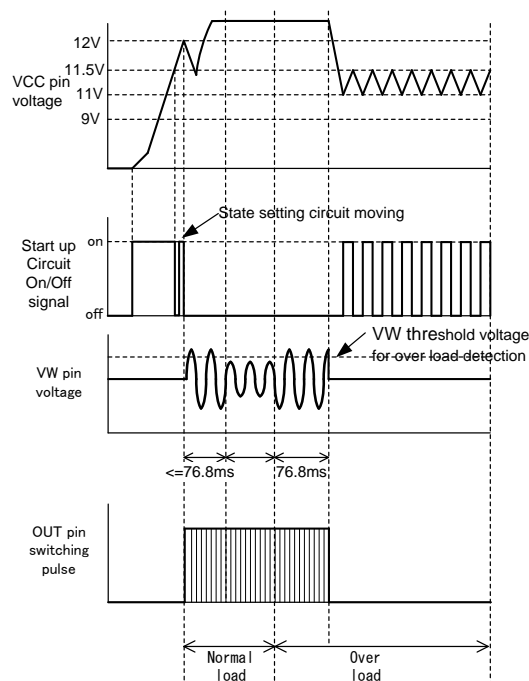 12V
11.5V
VCC pin
voltage
11V
9V
State setting circuit moving
on
Start up
Circuit
On/Off
signal
off
VW threshold voltage
for over load detection
VW pin
voltage
<=76.8ms
76.8ms
OUT pin
switching
pulse
Normal
load
Over
load